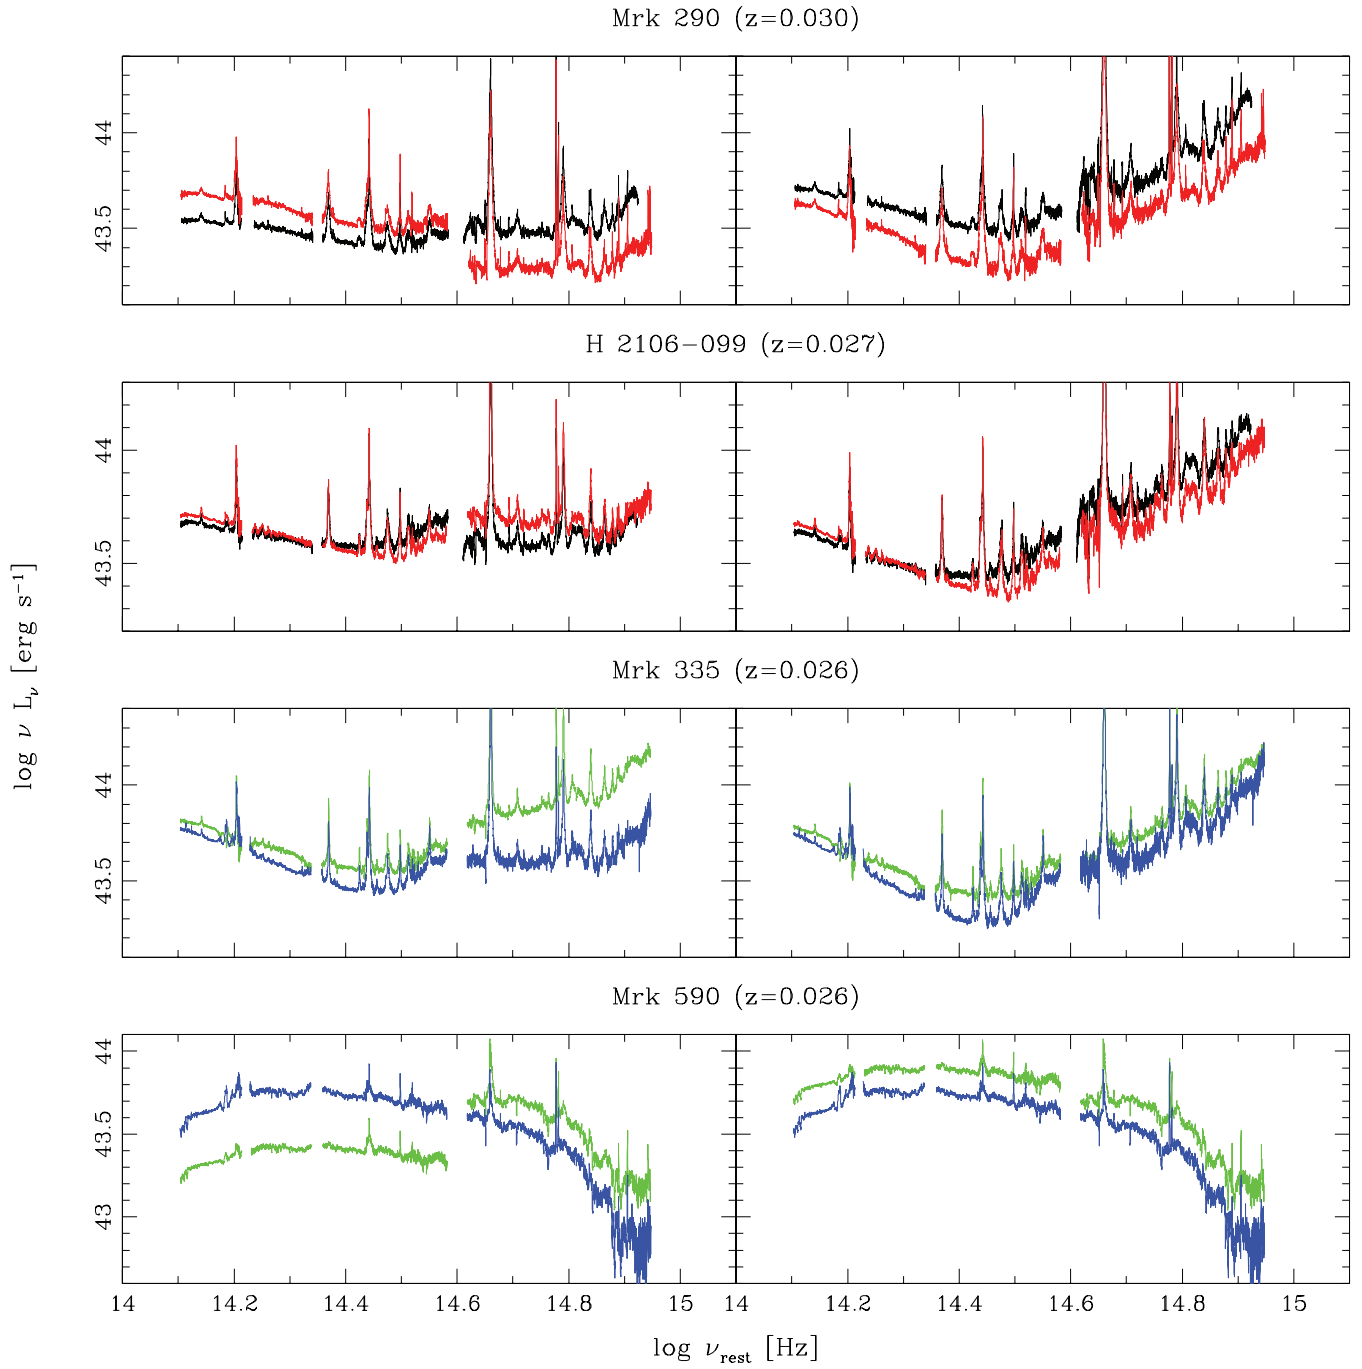 Mrk 290 (z=0.030)
44
43.5
H 2106−099 (z=0.027)
44
43.5
Mrk 335 (z=0.026)
44
43.5
Mrk 590 (z=0.026)
44
43.5
43
log ν Lν [erg s⁻¹]
14 14.2 14.4 14.6 14.8 15 14 14.2 14.4 14.6 14.8 15
log νrest [Hz]